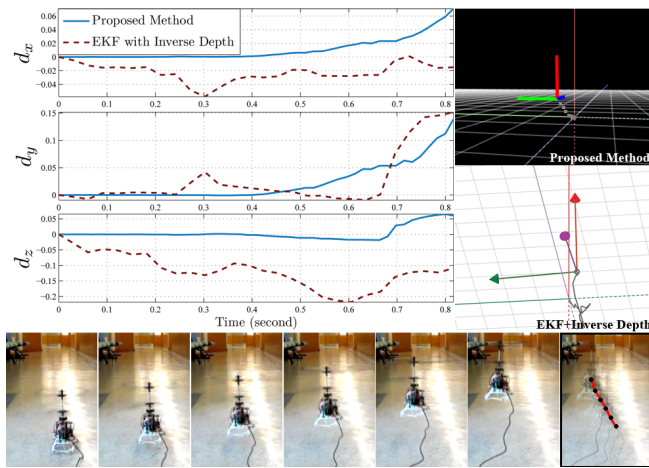 d_x
0.06
0.04
0.02
0
−0.02
−0.04
Proposed Method
EKF with Inverse Depth
0 0.1 0.2 0.3 0.4 0.5 0.6 0.7 0.8
d_y
0.15
0.1
0.05
0
0 0.1 0.2 0.3 0.4 0.5 0.6 0.7 0.8
d_z
0.05
0
−0.05
−0.1
−0.15
−0.2
0 0.1 0.2 0.3 0.4 0.5 0.6 0.7 0.8
Time (second)
Proposed Method
EKF+Inverse Depth